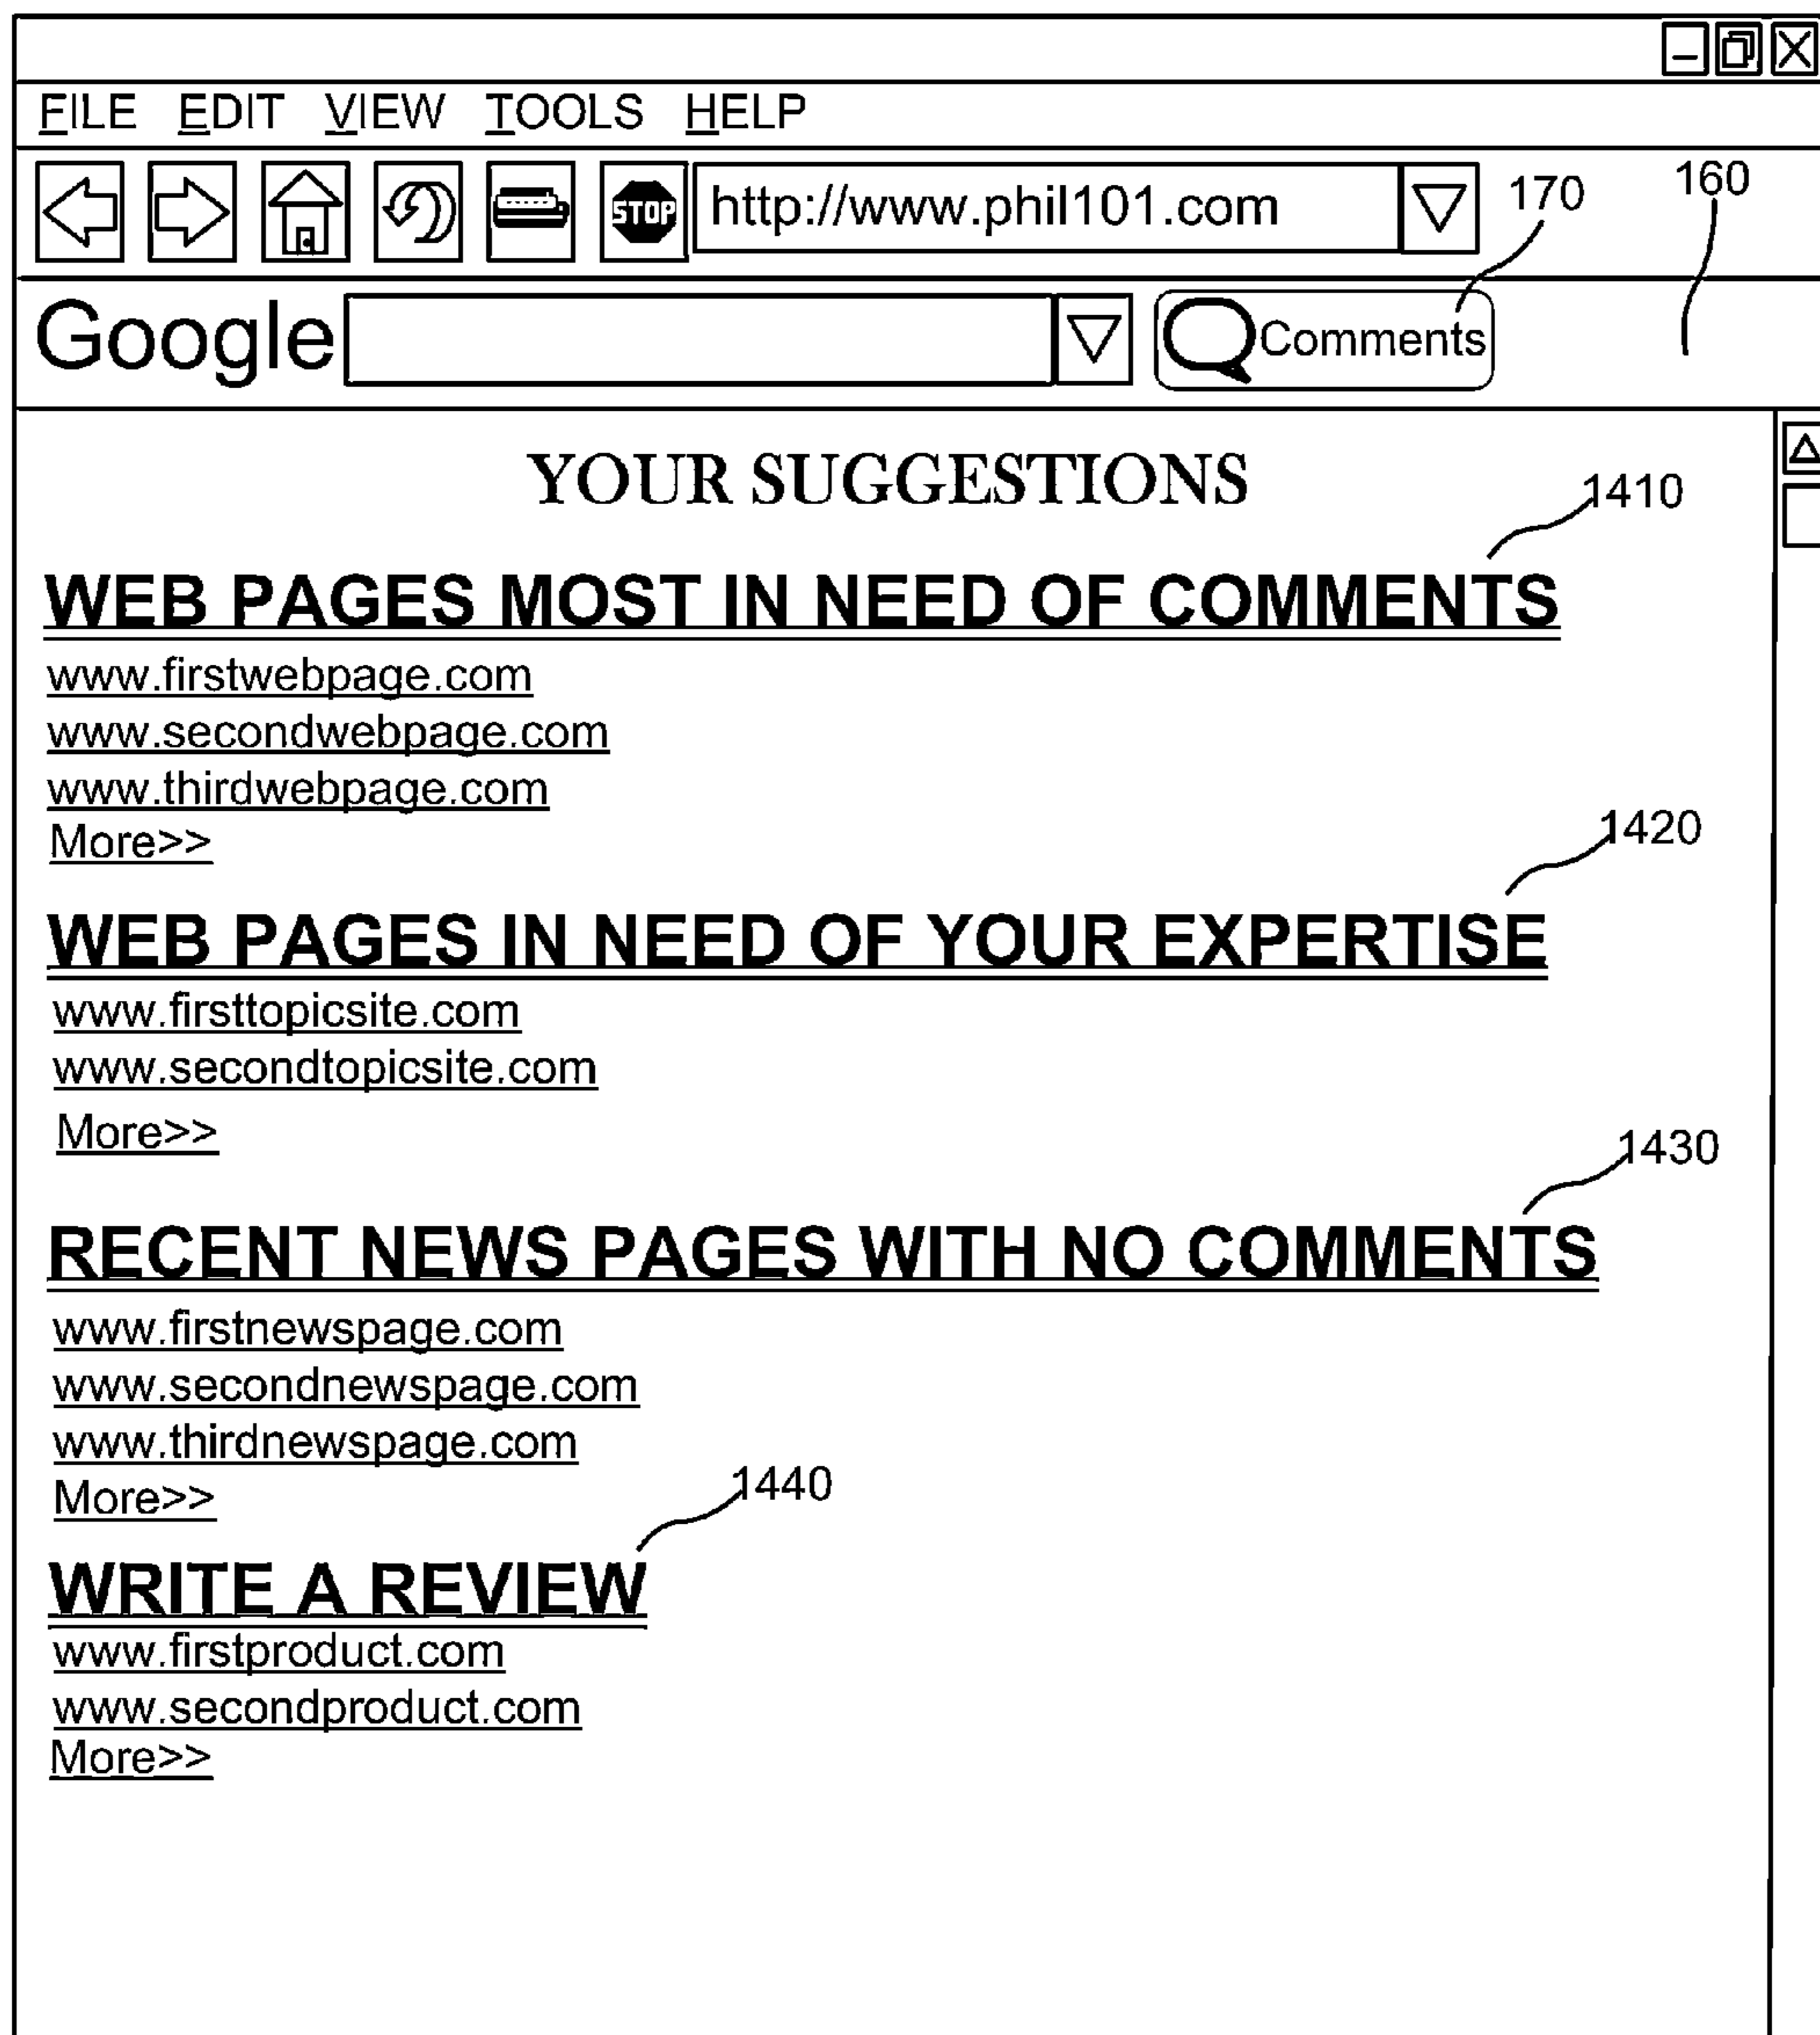 FILE EDIT VIEW TOOLS HELP
STOP http://www.phil101.com 170 160
Google Comments
YOUR SUGGESTIONS
1410
WEB PAGES MOST IN NEED OF COMMENTS
www.firstwebpage.com
www.secondwebpage.com
www.thirdwebpage.com
More>>
1420
WEB PAGES IN NEED OF YOUR EXPERTISE
www.firsttopicsite.com
www.secondtopicsite.com
More>>
1430
RECENT NEWS PAGES WITH NO COMMENTS
www.firstnewspage.com
www.secondnewspage.com
www.thirdnewspage.com
More>>
1440
WRITE A REVIEW
www.firstproduct.com
www.secondproduct.com
More>>